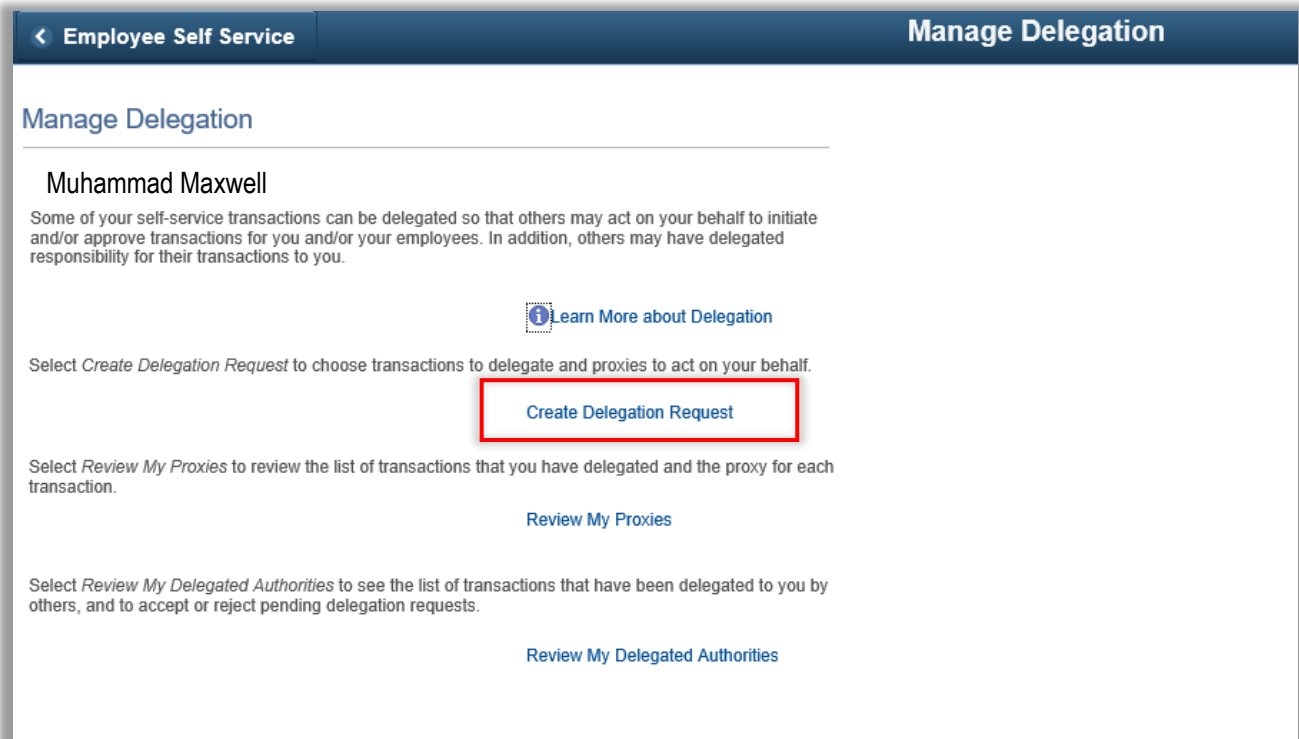 Employee Self Service
Manage Delegation
Manage Delegation
Muhammad Maxwell
Some of your self-service transactions can be delegated so that others may act on your behalf to initiate
and/or approve transactions for you and/or your employees. In addition, others may have delegated
responsibility for their transactions to you.
Learn More about Delegation
Select Create Delegation Request to choose transactions to delegate and proxies to act on your behalf.
Create Delegation Request
Select Review My Proxies to review the list of transactions that you have delegated and the proxy for each
transaction.
Review My Proxies
Select Review My Delegated Authorities to see the list of transactions that have been delegated to you by
others, and to accept or reject pending delegation requests.
Review My Delegated Authorities